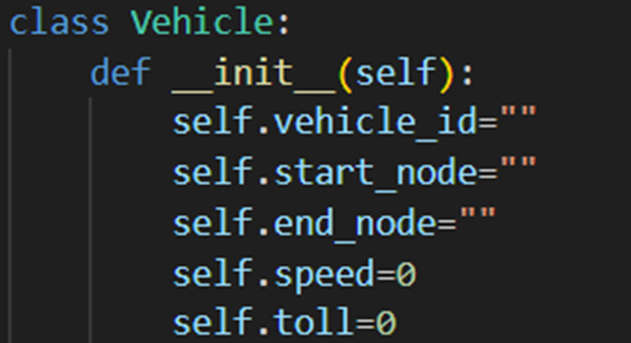 class Vehicle:
    def __init__(self):
        self.vehicle_id=""
        self.start_node=""
        self.end_node=""
        self.speed=0
        self.toll=0